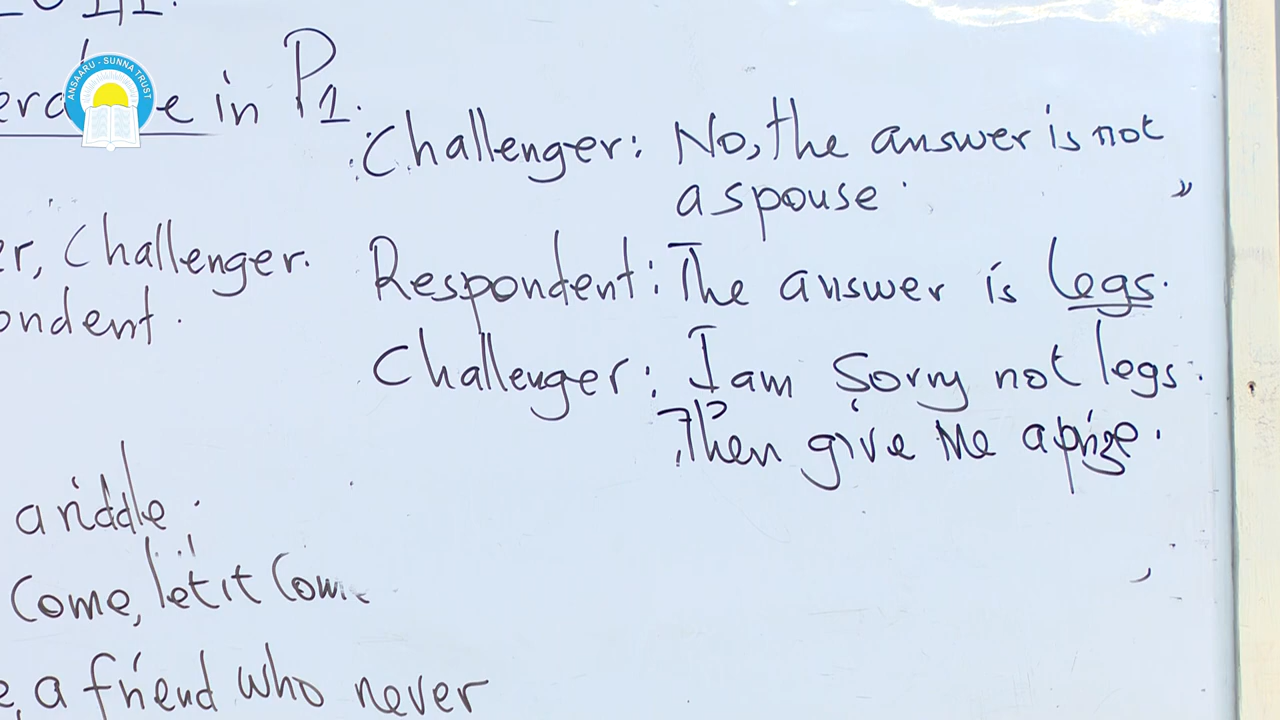 ANSAARU - SUNNA TRUST
in P1.
er, Challenger.
ondent.
a riddle.
Come, let it Come
e, a friend who never
Challenger: No, the answer is not
a spouse.
Respondent: The answer is legs.
Challenger: I am Sorry not legs.
Then give Me a prize.